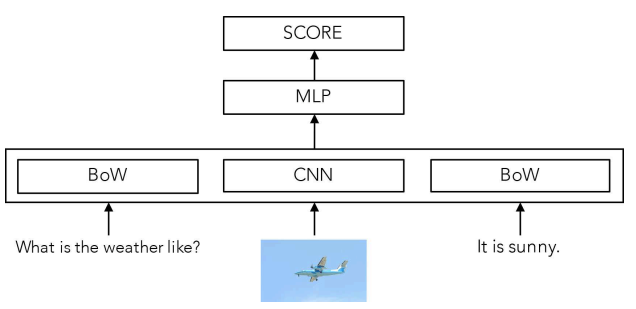 SCORE
MLP
BoW
CNN
BoW
What is the weather like?
It is sunny.